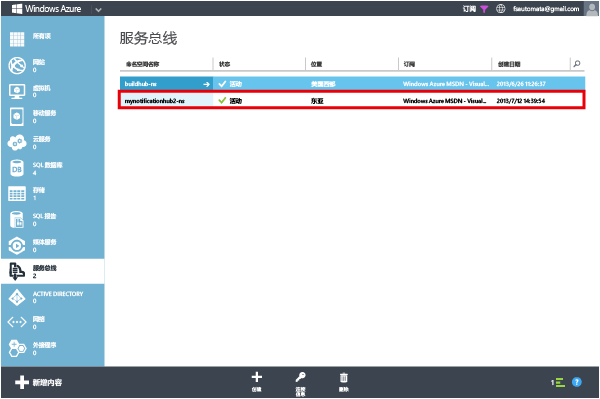 Windows Azure
订阅
fsautomata@gmail.com
所有项
网站
0
虚拟机
0
移动服务
0
云服务
0
SQL 数据库
4
存储
1
SQL 报告
0
媒体服务
0
服务总线
2
ACTIVE DIRECTORY
0
网络
0
外接程序
0
服务总线
命名空间名称 状态 位置 订阅 创建日期
buildhub-ns 活动 美国西部 Windows Azure MSDN - Visual... 2013/6/26 11:26:37
mynotificationhub2-ns 活动 东亚 Windows Azure MSDN - Visual... 2013/7/12 14:39:54
新增内容
创建
连接
信息
删除
1
?